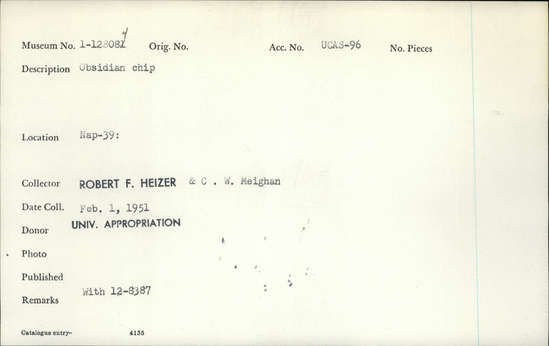 Museum No. 1-128084 Orig. No. Acc. No. UCAS-96 No. Pieces
Description Obsidian chip
Location Nap-39:
Collector ROBERT F. HEIZER & C . W. Meighan
Date Coll. Feb. 1, 1951
Donor UNIV. APPROPRIATION
Photo
Published
Remarks With 12-8387
Catalogue entry- 4135